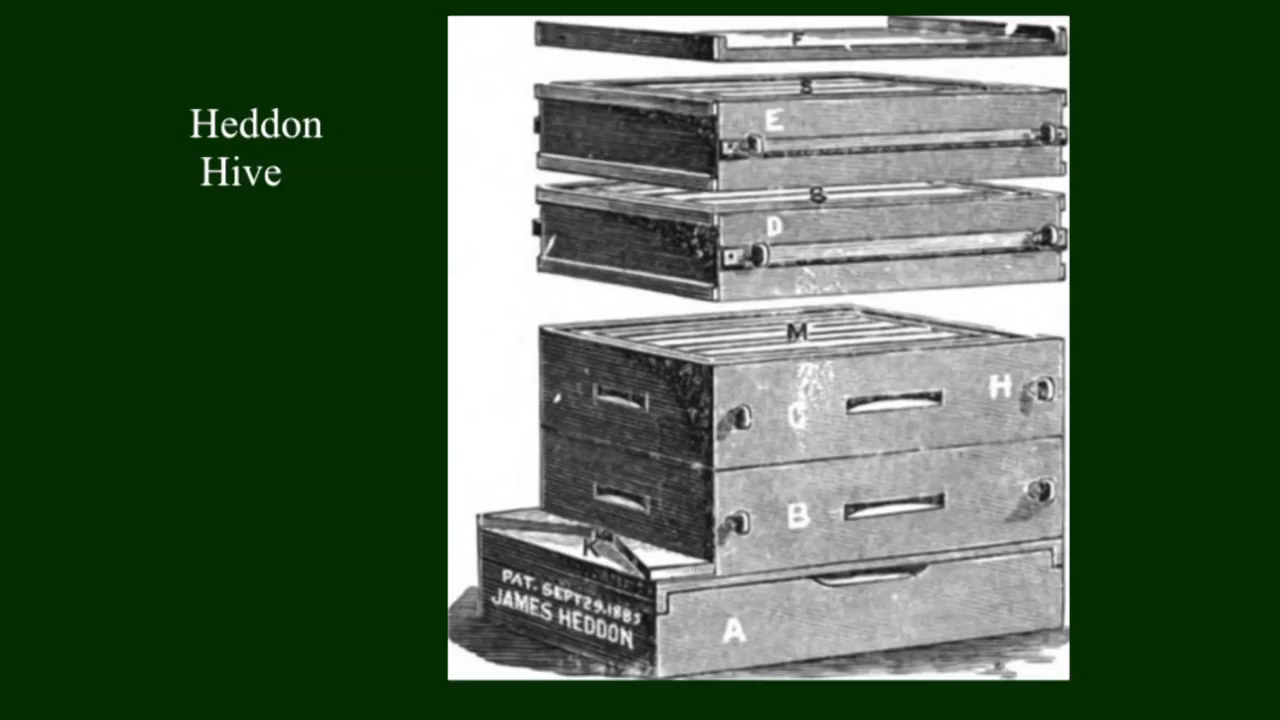 Heddon
Hive
F
S
E
S
D
M
H
C
B
K
PAT. SEPT 29.1885
JAMES HEDDON
A